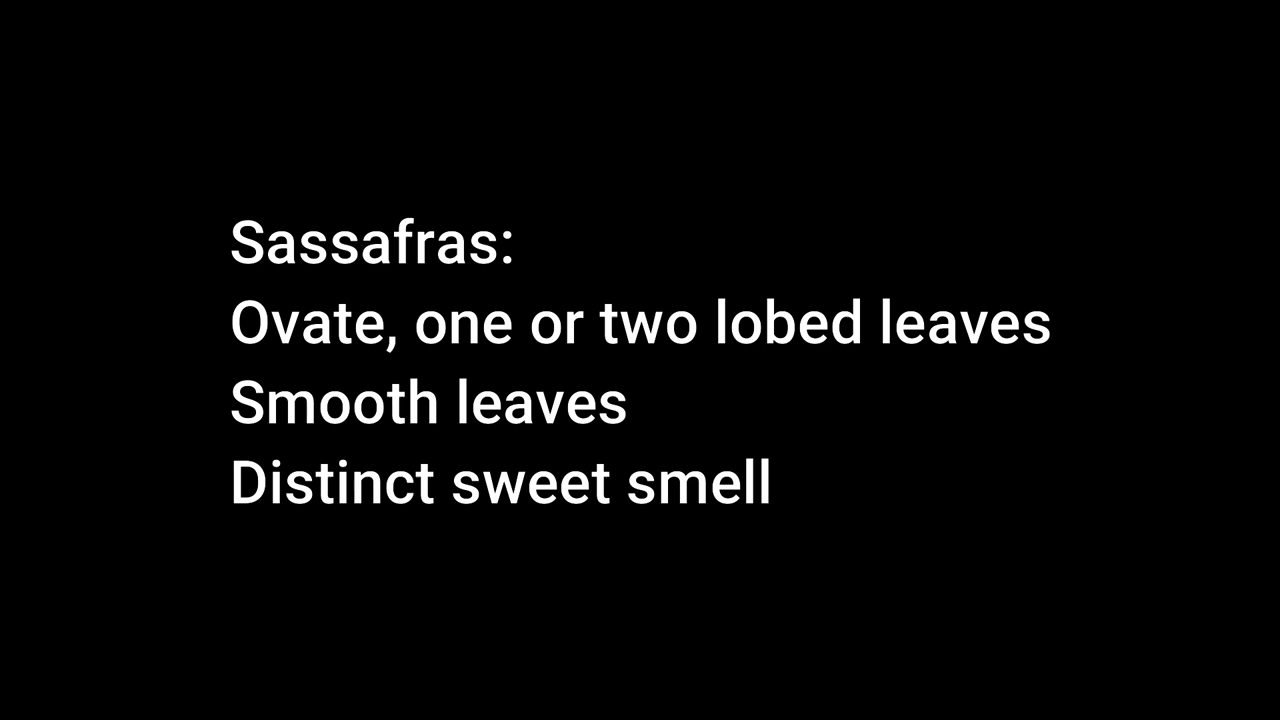 Sassafras:
Ovate, one or two lobed leaves
Smooth leaves
Distinct sweet smell